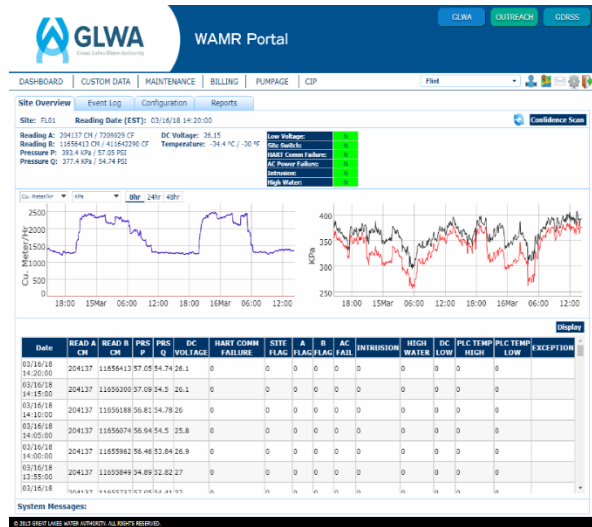 GLWA OUTREACH GDRSS
GLWA
Great Lakes Water Authority
WAMR Portal
DASHBOARD CUSTOM DATA MAINTENANCE BILLING PUMPAGE CIP Flint
Site Overview Event Log Configuration Reports
Site: FL01 Reading Date (EST): 03/16/18 14:20:00 Confidence Scan
Reading A: 204137 CM / 7209029 CF DC Voltage: 26.15 Low Voltage: N
Reading B: 11656413 CM / 411642290 CF Temperature: -34.4 °C / -30 °F Site Switch: N
Pressure P: 393.4 KPa / 57.05 PSI HART Comm Failure: N
Pressure Q: 377.4 KPa / 54.74 PSI AC Power Failure: N
Intrusion: N
High Water: N
Cu. Meter/hr KPa 8hr 24hr 48hr
Cu. Meter/Hr
2500
2000
1500
1000
500
0
18:00 15Mar 06:00 12:00 18:00 16Mar 06:00 12:00
KPa
400
350
300
250
18:00 15Mar 06:00 12:00 18:00 16Mar 06:00 12:00
Display
Date READ A CM READ B CM PRS P PRS Q DC VOLTAGE HART COMM FAILURE SITE FLAG A FLAG B FLAG AC FAIL INTRUSION HIGH WATER DC LOW PLC TEMP HIGH PLC TEMP LOW EXCEPTION
03/16/18 14:20:00 204137 11656413 57.05 54.74 26.1 0 0 0 0 0 0 0 0 0 0
03/16/18 14:15:00 204137 11656300 57.09 54.5 26.1 0 0 0 0 0 0 0 0 0 0
03/16/18 14:10:00 204137 11656188 56.81 54.78 26 0 0 0 0 0 0 0 0 0 0
03/16/18 14:05:00 204137 11656074 56.94 54.5 25.8 0 0 0 0 0 0 0 0 0 0
03/16/18 14:00:00 204137 11655962 56.46 53.84 26.9 0 0 0 0 0 0 0 0 0 0
03/16/18 13:55:00 204137 11655849 54.89 52.82 27 0 0 0 0 0 0 0 0 0 0
03/16/18
System Messages:
© 2015 GREAT LAKES WATER AUTHORITY. ALL RIGHTS RESERVED.